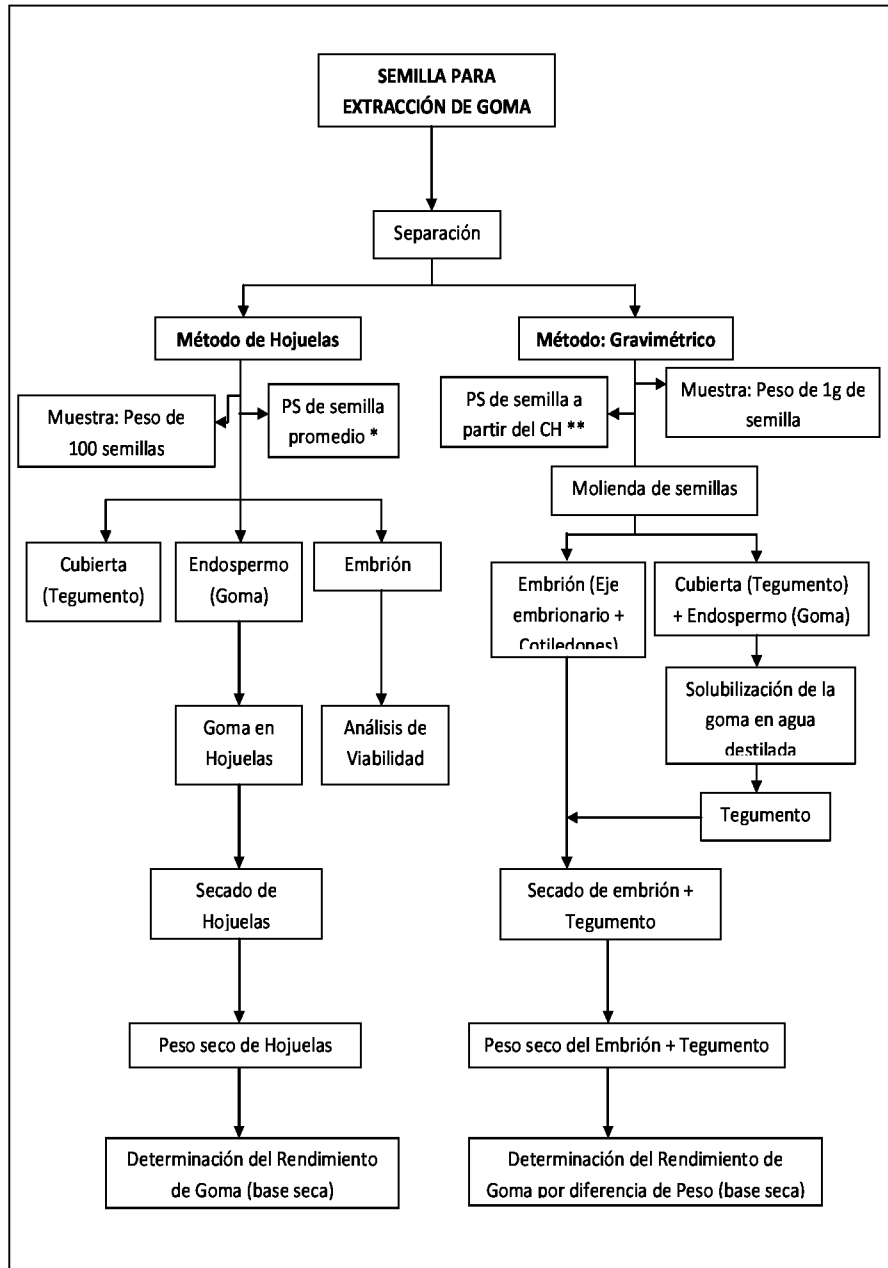 SEMILLA PARA
EXTRACCIÓN DE GOMA
Separación
Método de Hojuelas
Método: Gravimétrico
Muestra: Peso de
100 semillas
PS de semilla
promedio *
PS de semilla a
partir del CH **
Muestra: Peso de 1g de
semilla
Molienda de semillas
Cubierta
(Tegumento)
Endospermo
(Goma)
Embrión
Embrión (Eje
embrionario +
Cotiledones)
Cubierta (Tegumento)
+ Endospermo (Goma)
Goma en
Hojuelas
Análisis de
Viabilidad
Solubilización de la
goma en agua
destilada
Tegumento
Secado de
Hojuelas
Secado de embrión +
Tegumento
Peso seco de Hojuelas
Peso seco del Embrión + Tegumento
Determinación del Rendimiento
de Goma (base seca)
Determinación del Rendimiento de
Goma por diferencia de Peso (base seca)